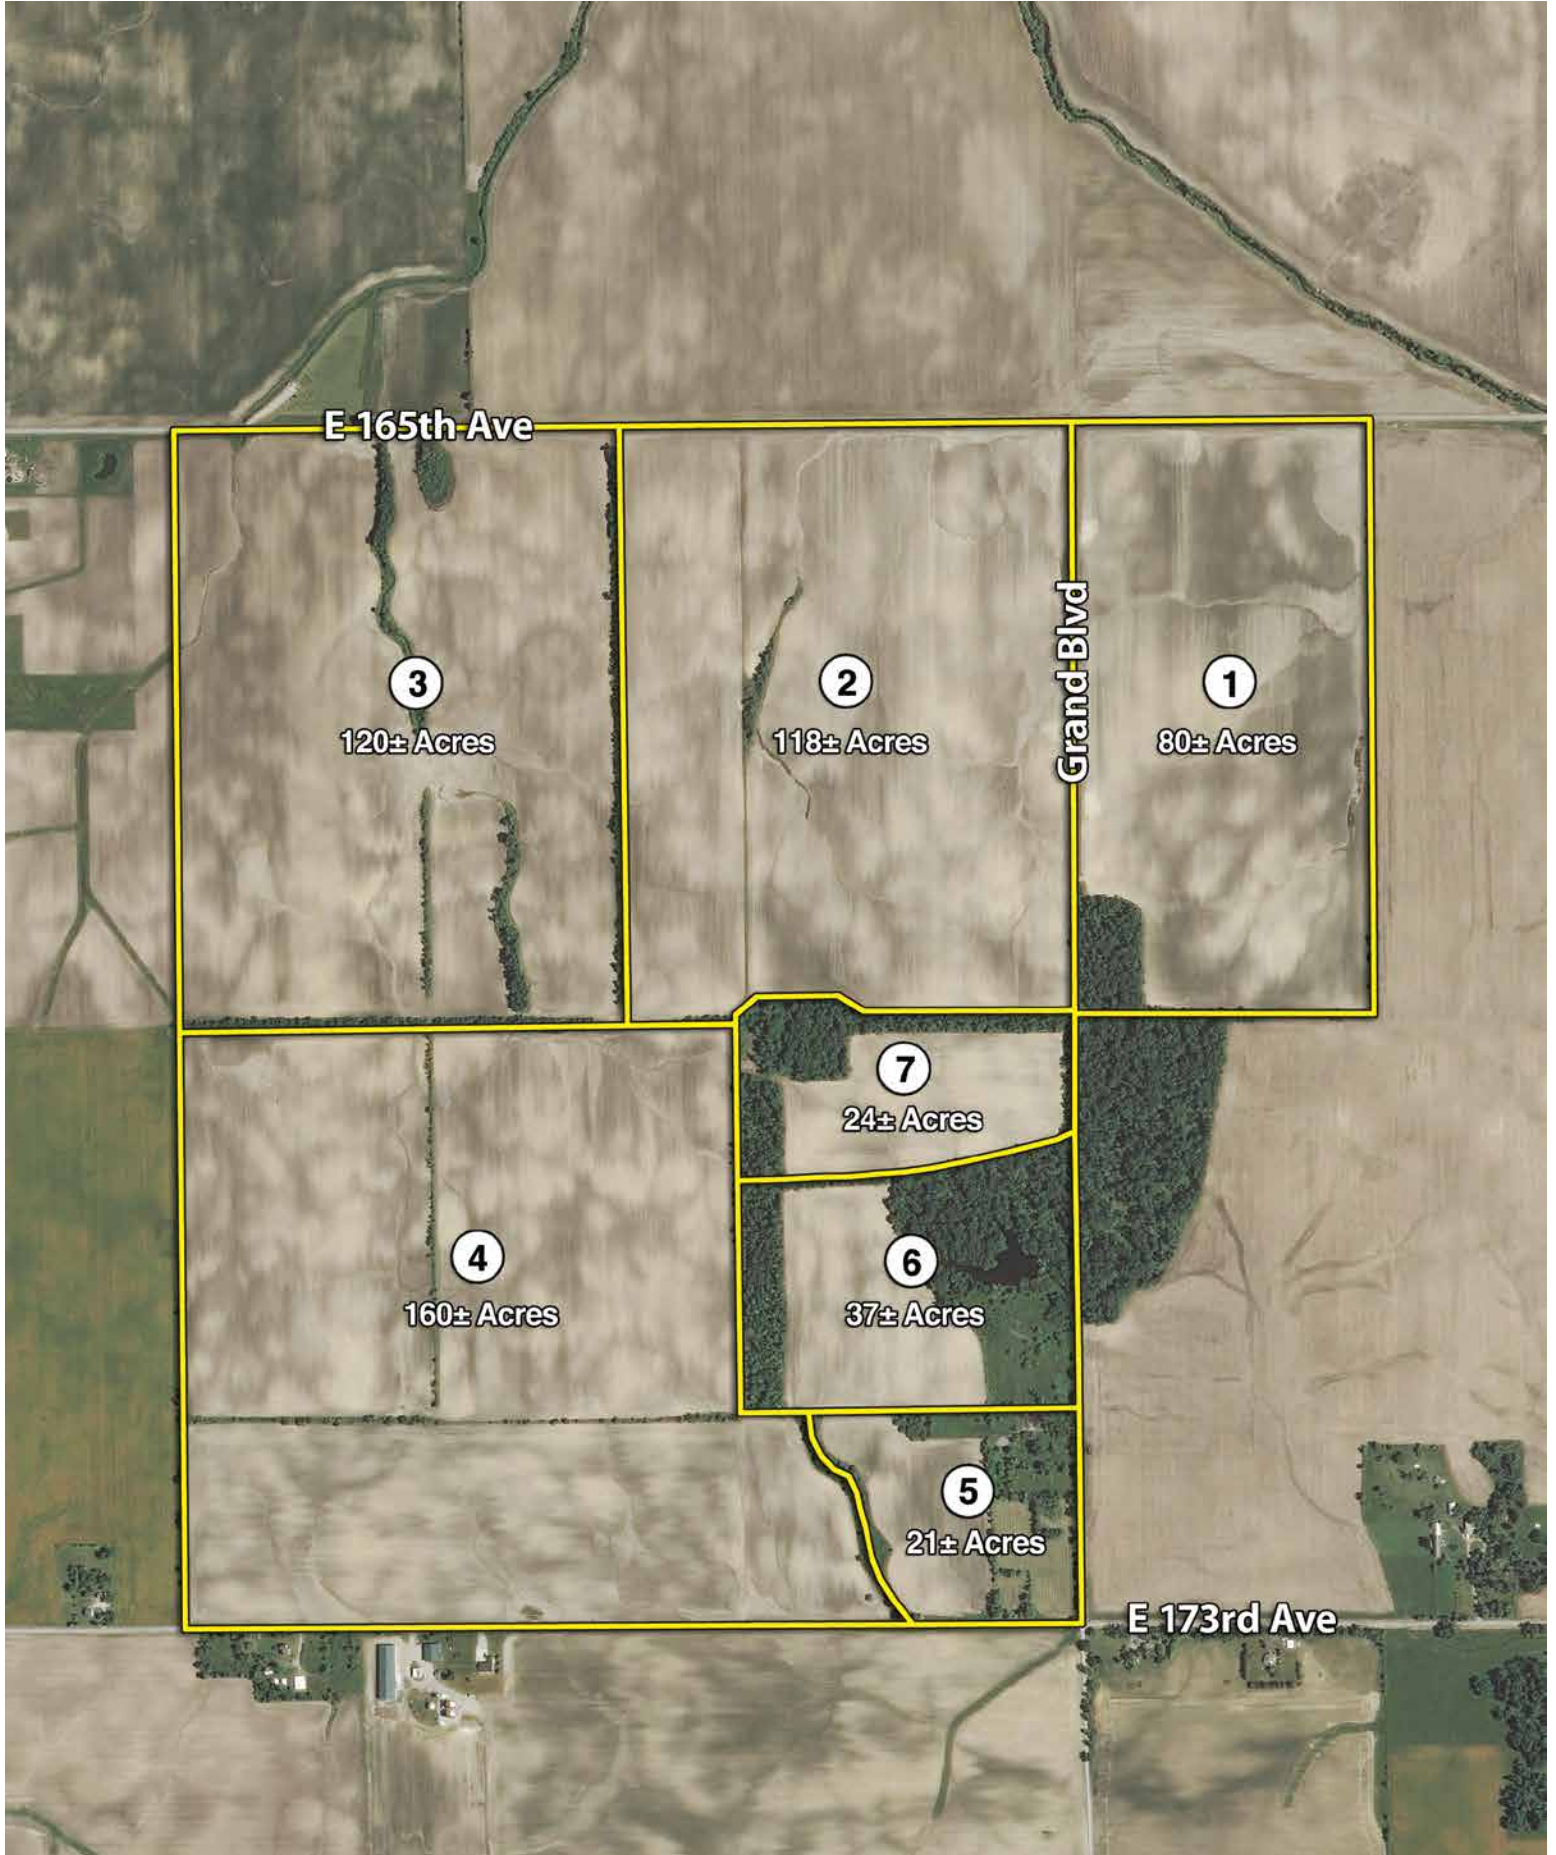 E 165th Ave
3
120± Acres
2
118± Acres
Grand Blvd
1
80± Acres
7
24± Acres
4
160± Acres
6
37± Acres
5
21± Acres
E 173rd Ave